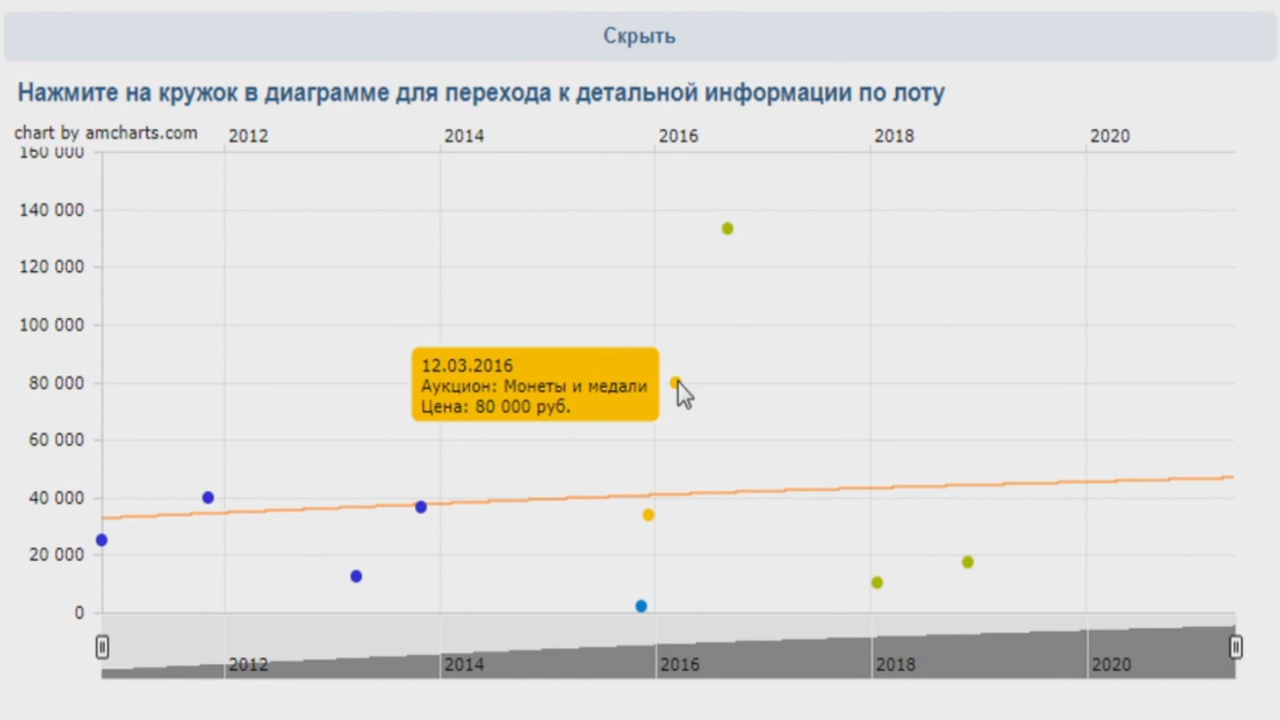 Скрыть
Нажмите на кружок в диаграмме для перехода к детальной информации по лоту
chart by amcharts.com
2012 2014 2016 2018 2020
160 000
140 000
120 000
100 000
80 000
60 000
40 000
20 000
0
12.03.2016
Аукцион: Монеты и медали
Цена: 80 000 руб.
2012 2014 2016 2018 2020